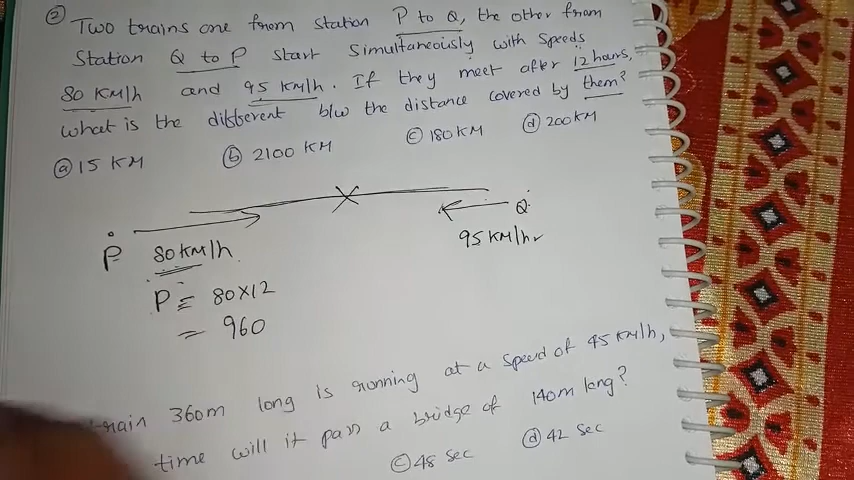 ② Two trains one from station P to Q, the other from
Station Q to P start simultaneously with speeds
80 KM/h and 95 KM/h. If they meet after 12 hours,
what is the different b/w the distance covered by them?
ⓐ 15 KM ⓑ 2100 KM ⓒ 180 KM ⓓ 200 KM
P Q
80 KM/h 95 KM/hr
P = 80×12
= 960
train 360m long is running at a speed of 45 KM/h,
time will it pass a bridge of 140m long?
ⓒ 48 sec ⓓ 42 sec